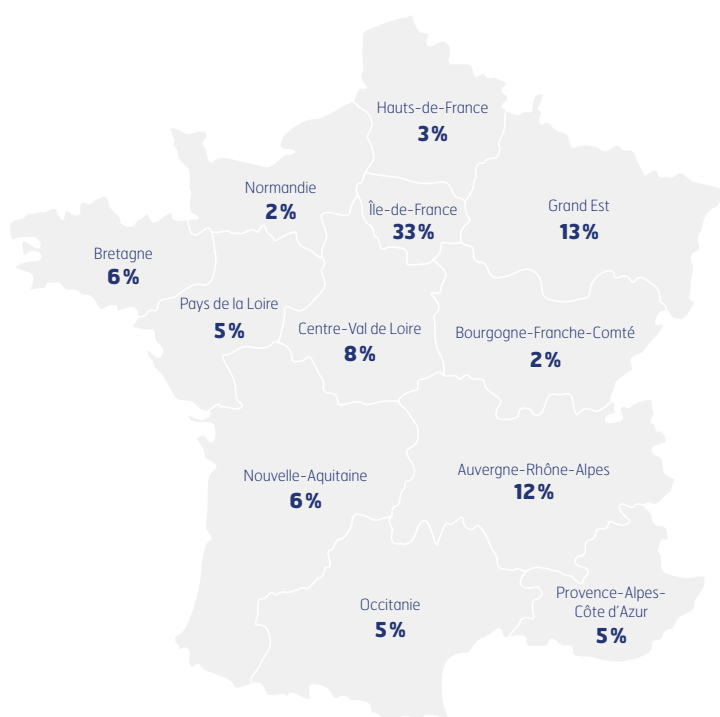 Hauts-de-France
3%
Normandie
2%
Île-de-France
33%
Grand Est
13%
Bretagne
6%
Pays de la Loire
5%
Centre-Val de Loire
8%
Bourgogne-Franche-Comté
2%
Nouvelle-Aquitaine
6%
Auvergne-Rhône-Alpes
12%
Occitanie
5%
Provence-Alpes-
Côte d'Azur
5%